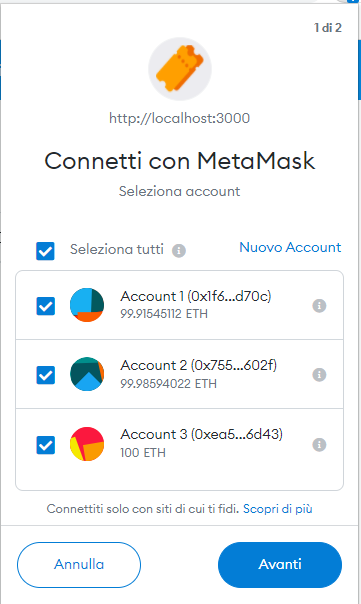 1 di 2
http://localhost:3000
Connetti con MetaMask
Seleziona account
Seleziona tutti
Nuovo Account
Account 1 (0x1f6...d70c)
99.91545112 ETH
Account 2 (0x755...602f)
99.98594022 ETH
Account 3 (0xea5...6d43)
100 ETH
Connettiti solo con siti di cui ti fidi. Scopri di più
Annulla
Avanti